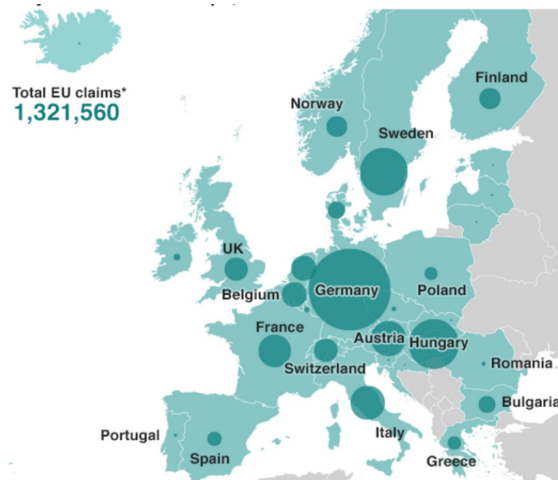 Total EU claims*
1,321,560
Finland
Norway
Sweden
UK
Belgium
Germany
Poland
France
Austria
Hungary
Switzerland
Romania
Bulgaria
Portugal
Italy
Spain
Greece